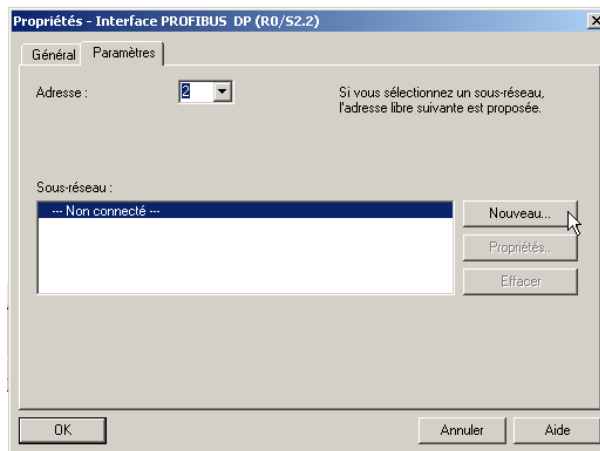 Propriétés - Interface PROFIBUS DP (R0/S2.2)
Général
Paramètres
Adresse :
2
Si vous sélectionnez un sous-réseau,
l'adresse libre suivante est proposée.
Sous-réseau :
--- Non connecté ---
Nouveau...
Propriétés..
Effacer
OK
Annuler
Aide